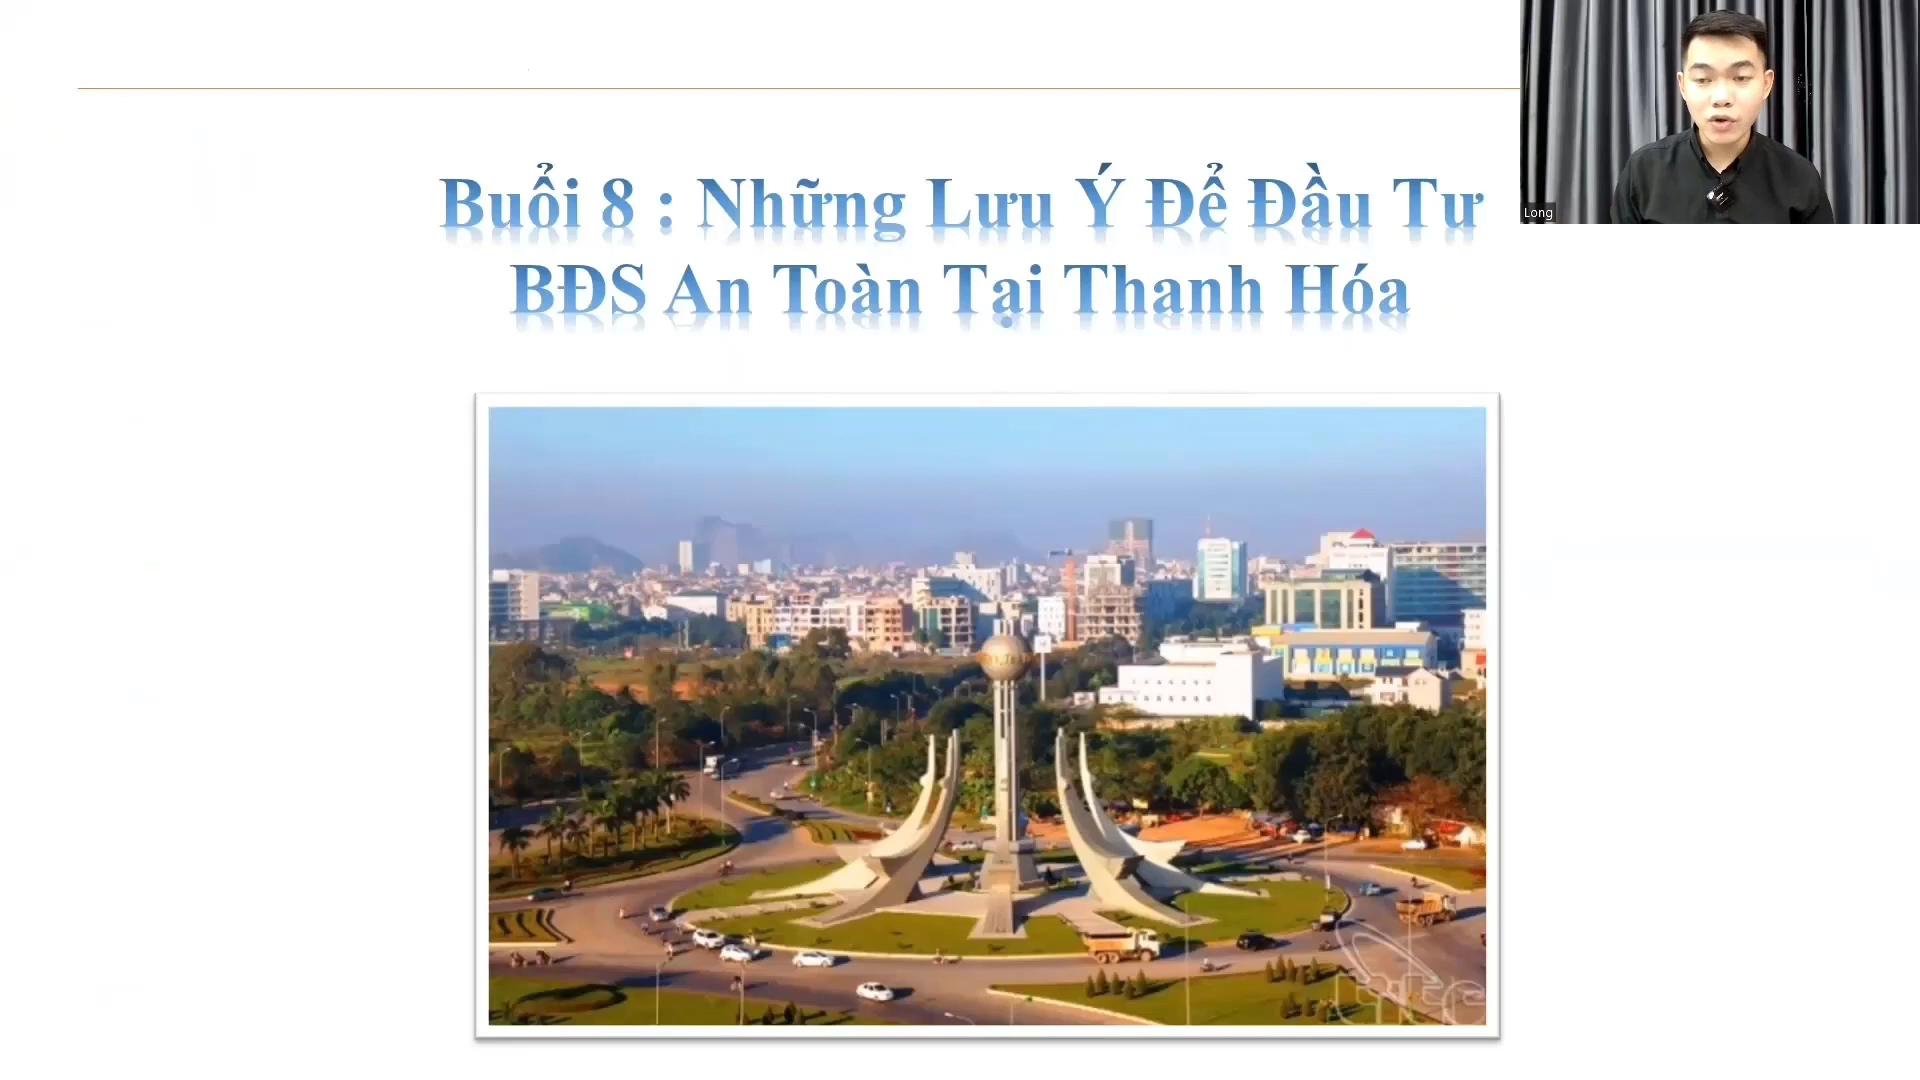 Long
Buổi 8 : Những Lưu Ý Để Đầu Tư
BĐS An Toàn Tại Thanh Hóa